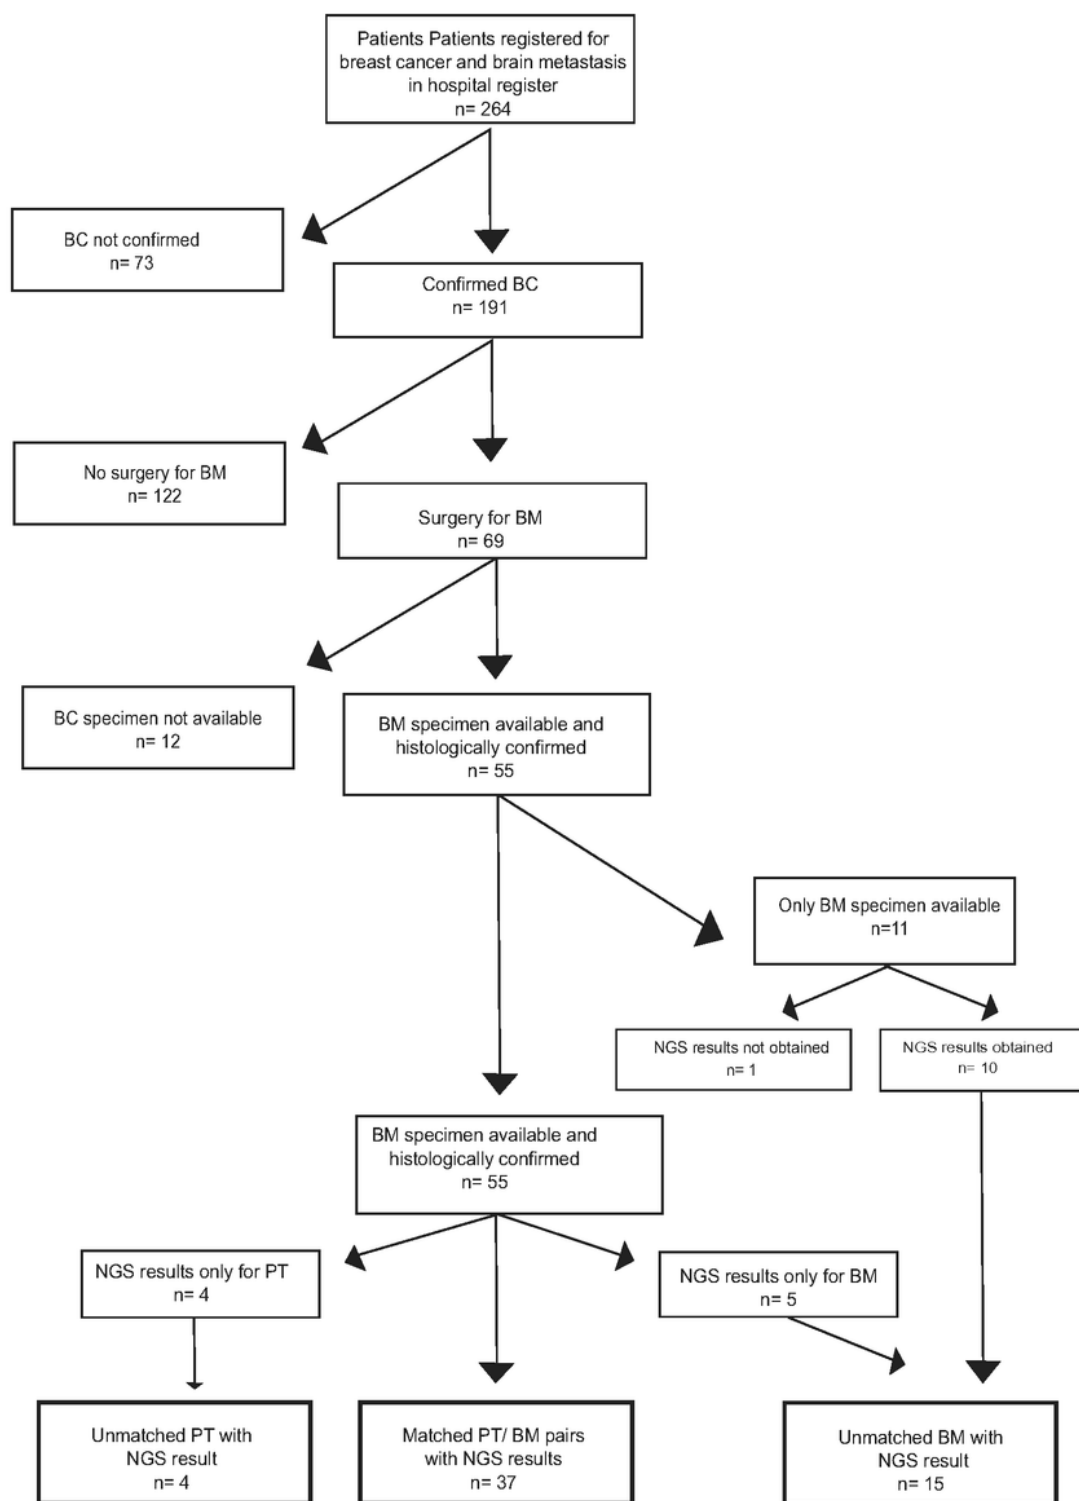 Patients Patients registered for
breast cancer and brain metastasis
in hospital register
n= 264
BC not confirmed
n= 73
Confirmed BC
n= 191
No surgery for BM
n= 122
Surgery for BM
n= 69
BC specimen not available
n= 12
BM specimen available and
histologically confirmed
n= 55
Only BM specimen available
n=11
NGS results not obtained
n= 1
NGS results obtained
n= 10
BM specimen available and
histologically confirmed
n= 55
NGS results only for PT
n= 4
NGS results only for BM
n= 5
Unmatched PT with
NGS result
n= 4
Matched PT/ BM pairs
with NGS results
n= 37
Unmatched BM with
NGS result
n= 15